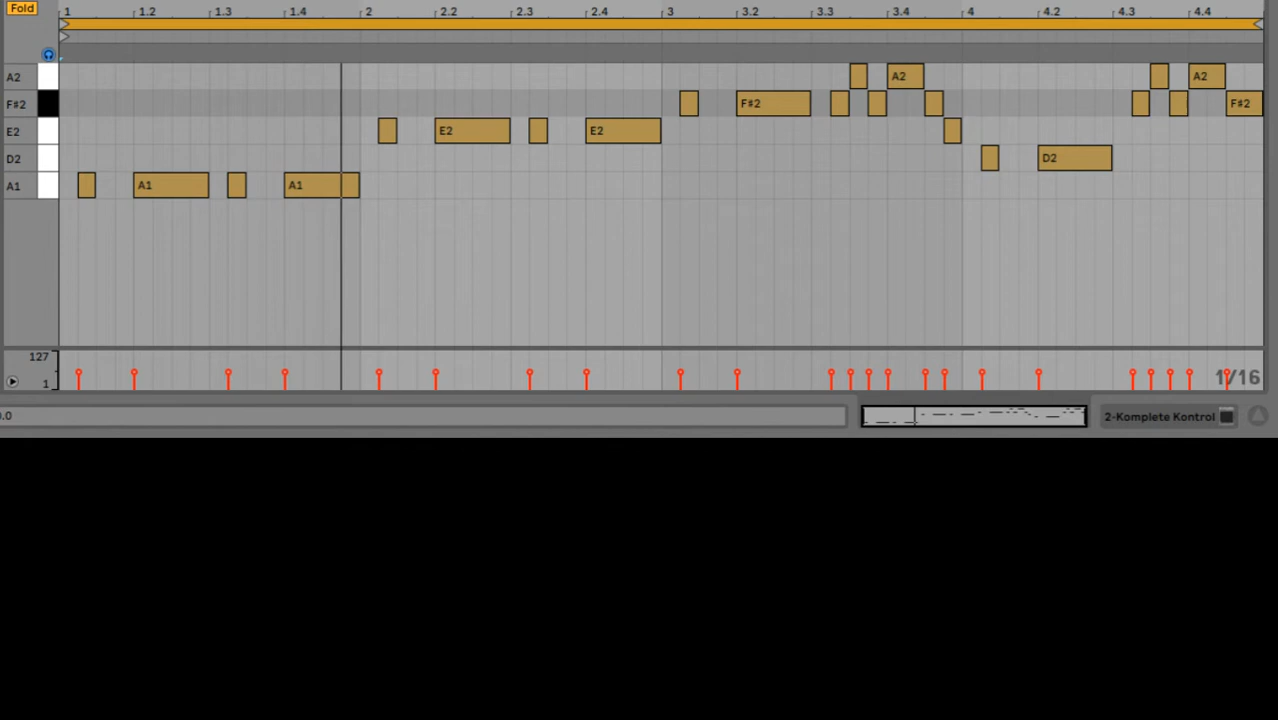 Fold 1 1.2 1.3 1.4 2 2.2 2.3 2.4 3 3.2 3.3 3.4 4 4.2 4.3 4.4
A2 A2 A2
F#2 F#2 F#2
E2 E2 E2
D2 D2
A1 A1 A1
127
1 1/16
.0 2-Komplete Kontrol